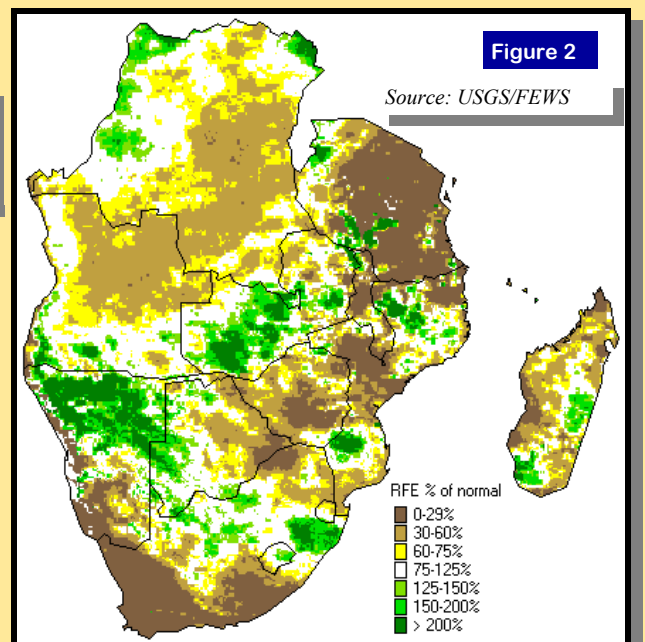 Figure 2
Source: USGS/FEWS
RFE % of normal
0-29%
30-60%
60-75%
75-125%
125-150%
150-200%
> 200%